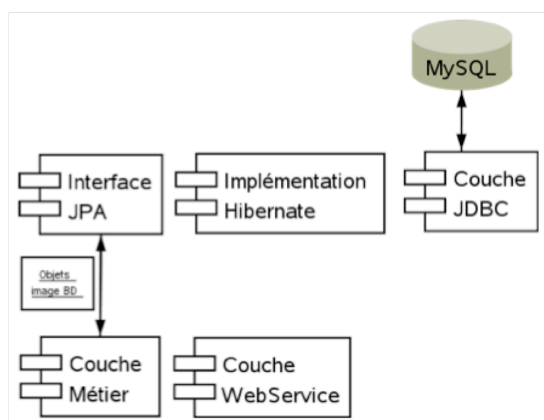 MySQL
Interface
JPA
Implémentation
Hibernate
Couche
JDBC
Objets
image BD
Couche
Métier
Couche
WebService